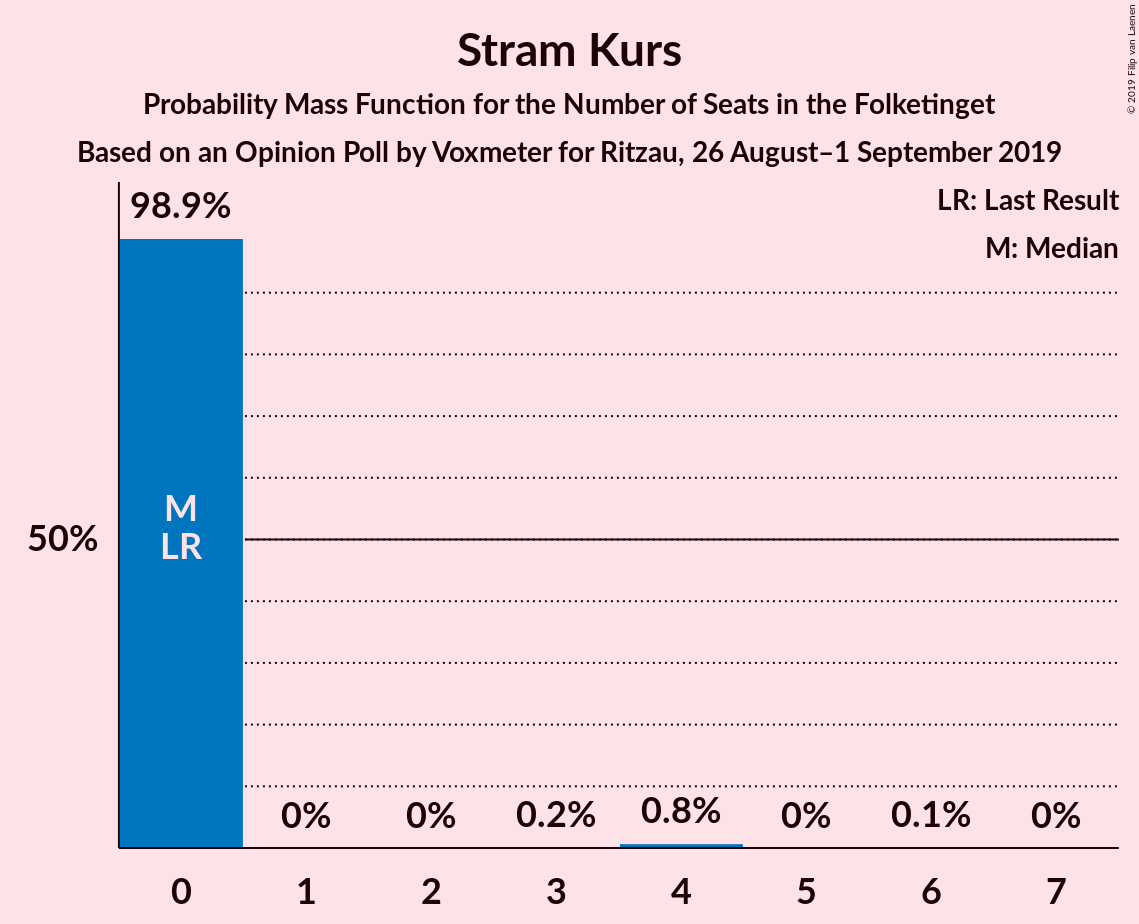 Stram Kurs
Probability Mass Function for the Number of Seats in the Folketinget
Based on an Opinion Poll by Voxmeter for Ritzau, 26 August–1 September 2019
© 2019 Filip van Laenen
LR: Last Result
M: Median
98.9%
M
LR
50%
0% 0% 0.2% 0.8% 0% 0.1% 0%
0 1 2 3 4 5 6 7